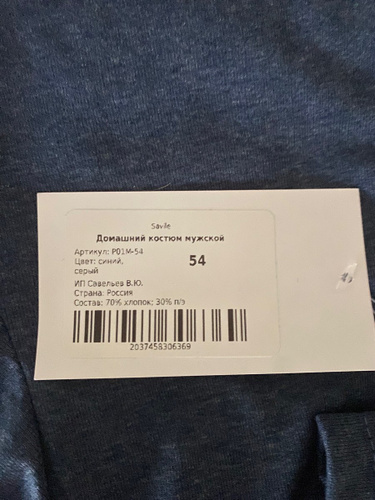 Savile
Домашний костюм мужской
Артикул: P01M-54
Цвет: синий,
серый
54
ИП Савельев В.Ю.
Страна: Россия
Состав: 70% хлопок; 30% п/э
2037458306369